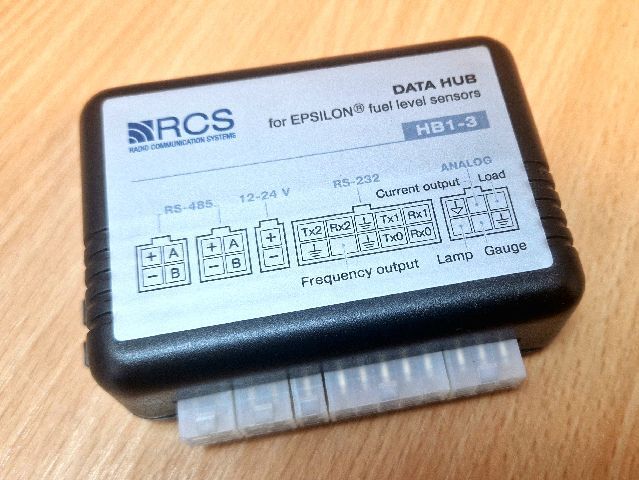 RCS
RADIO COMMUNICATION SYSTEMS
DATA HUB
for EPSILON® fuel level sensors
HB1-3
RS-485
12-24 V
RS-232
Current output
ANALOG
Load
+ A
- B
+ A
- B
+
-
Tx2 Rx2 Tx1 Rx1
Tx0 Rx0
Frequency output
Lamp
Gauge